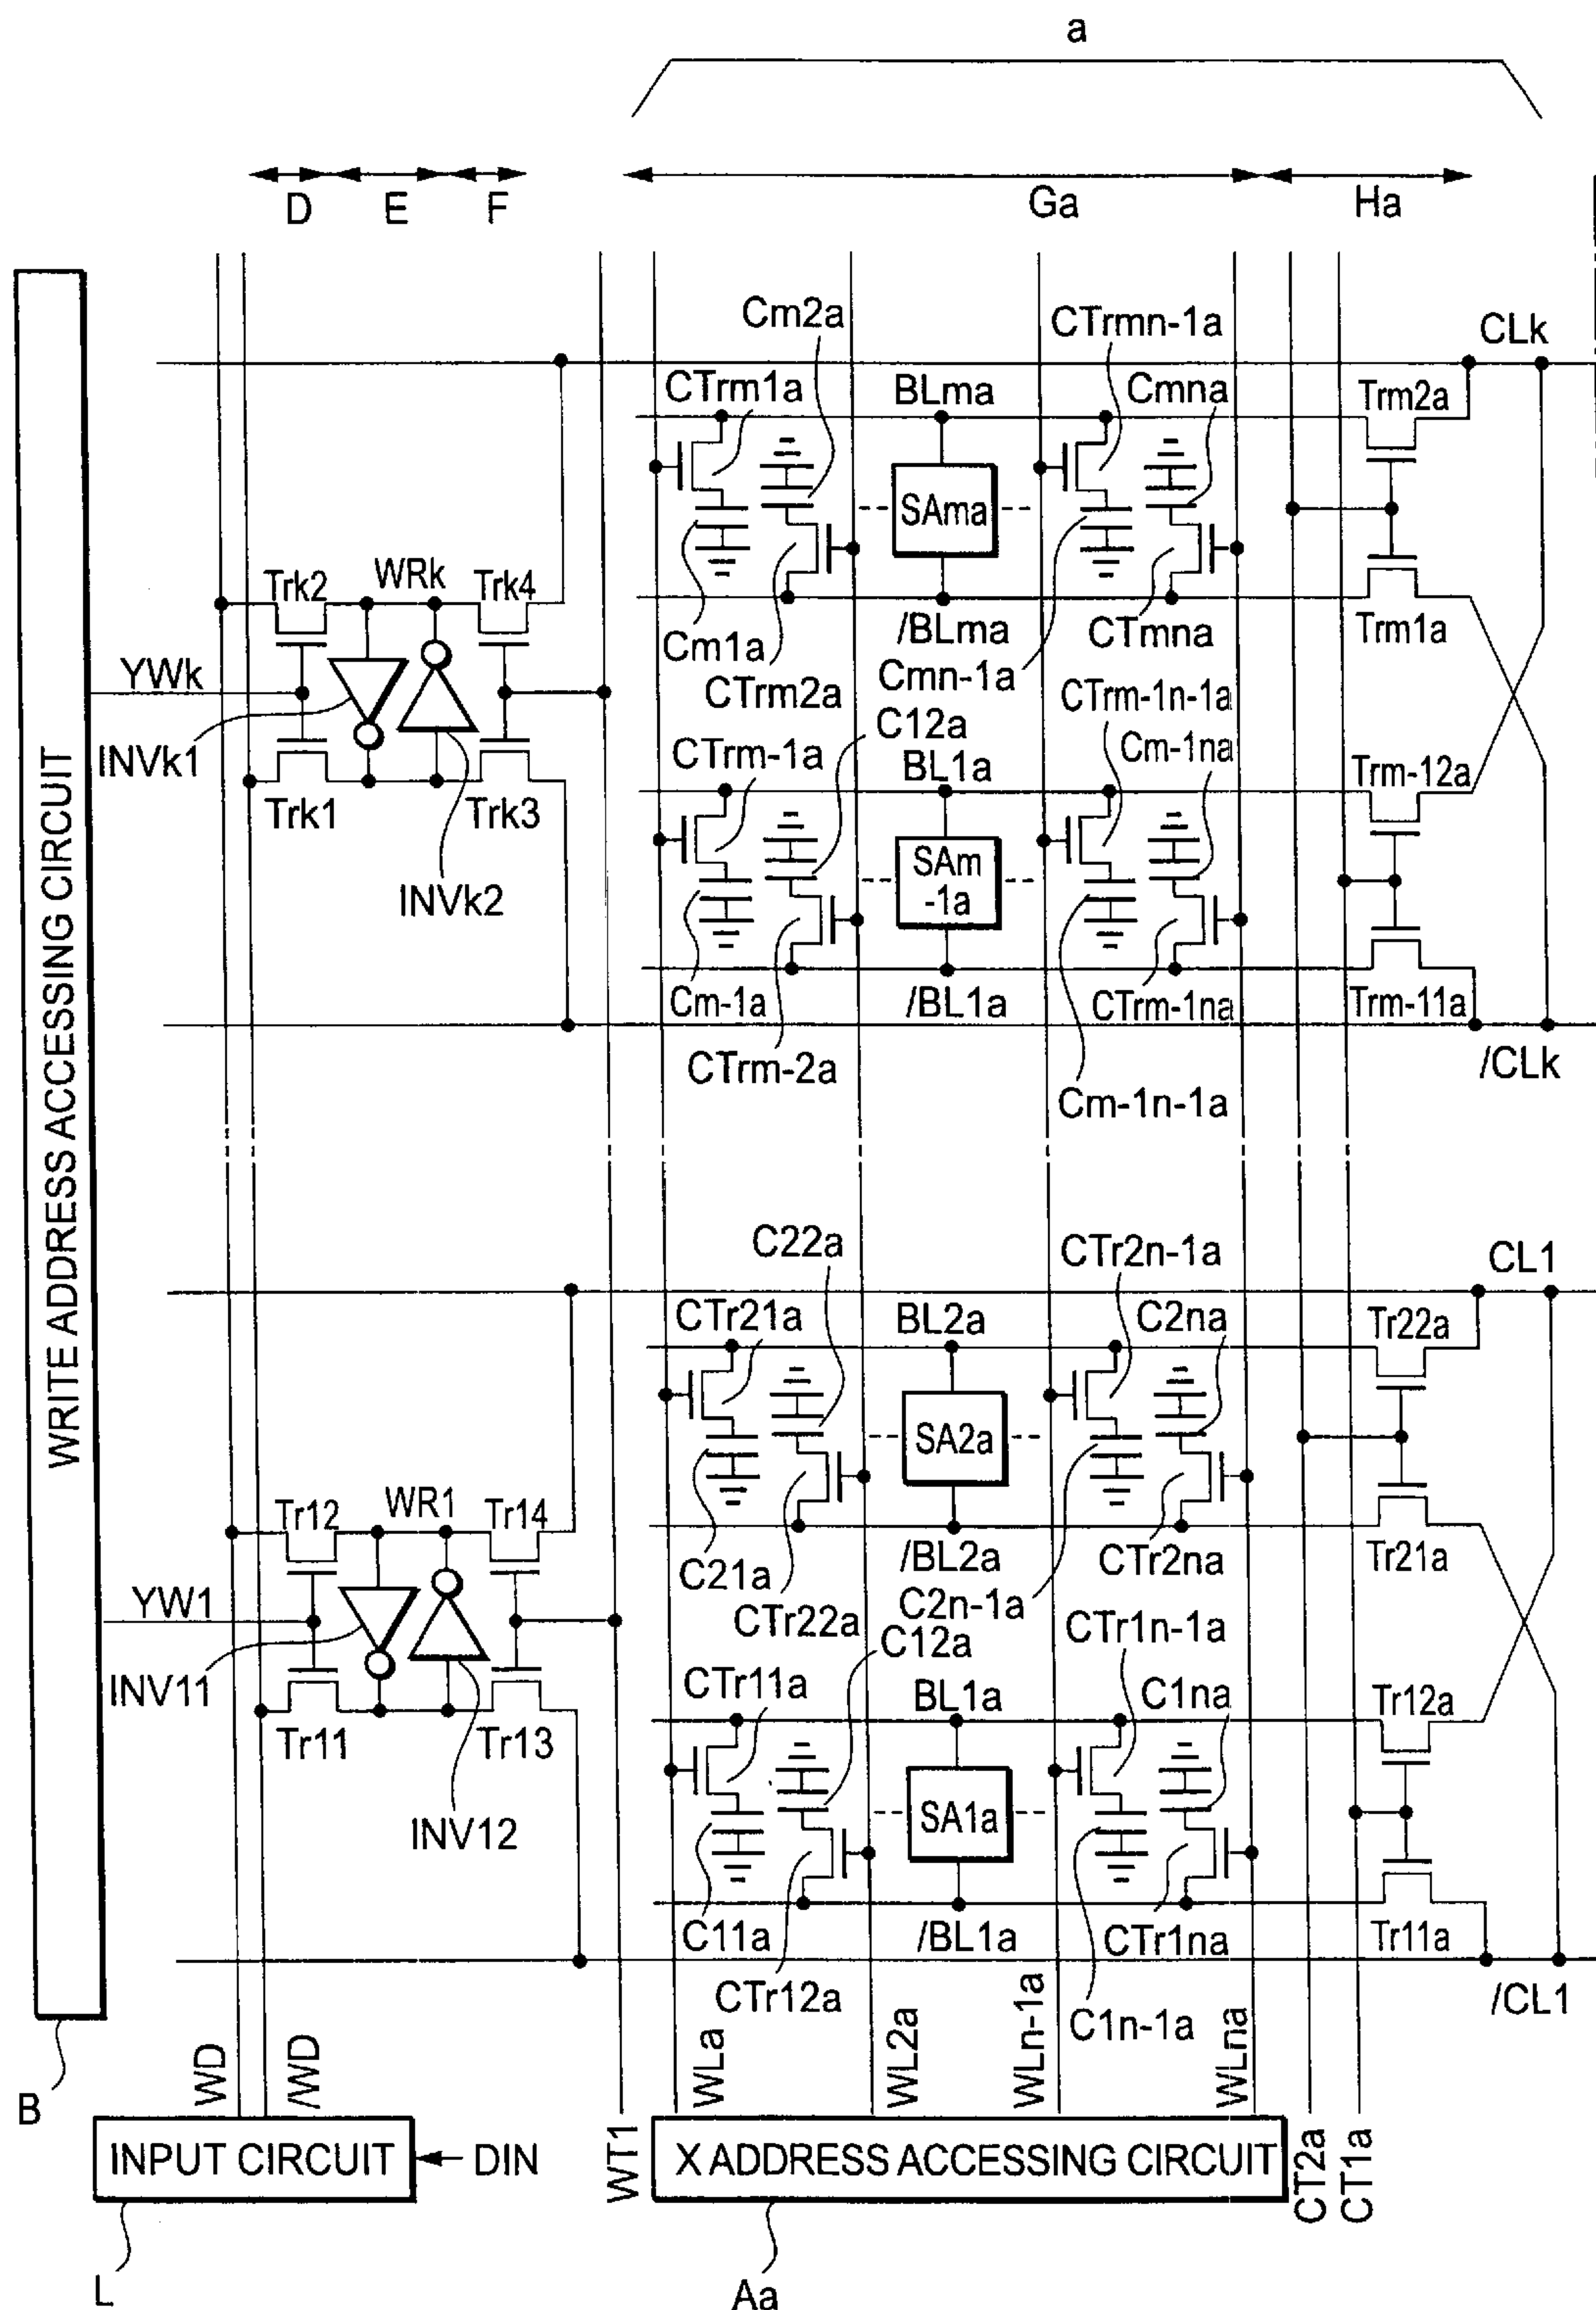 a
D
E
F
Ga
Ha
Cm2a
CTrmn-1a
CLk
CTrm1a
BLma
Cmna
Trm2a
SAma
Trk2
WRk
Trk4
Cm1a
/BLma
CTmna
Trm1a
YWk
CTrm2a
Cmn-1a
CTrm-1n-1a
C12a
INVk1
CTrm-1a
BL1a
Cm-1na
Trm-12a
Trk1
Trk3
SAm
-1a
INVk2
Cm-1a
/BL1a
CTrm-1na
Trm-11a
CTrm-2a
/CLk
Cm-1n-1a
WRITE ADDRESS ACCESSING CIRCUIT
C22a
CTr2n-1a
CL1
CTr21a
BL2a
C2na
Tr22a
SA2a
Tr12
WR1
Tr14
C21a
/BL2a
CTr2na
Tr21a
YW1
CTr22a
C2n-1a
C12a
CTr1n-1a
INV11
CTr11a
BL1a
C1na
Tr12a
Tr11
Tr13
SA1a
INV12
C11a
/BL1a
CTr1na
Tr11a
CTr12a
C1n-1a
/CL1
B
WD
/WD
WT1
WLa
WL2a
WLn-1a
WLna
CT2a
CT1a
INPUT CIRCUIT
DIN
X ADDRESS ACCESSING CIRCUIT
L
Aa